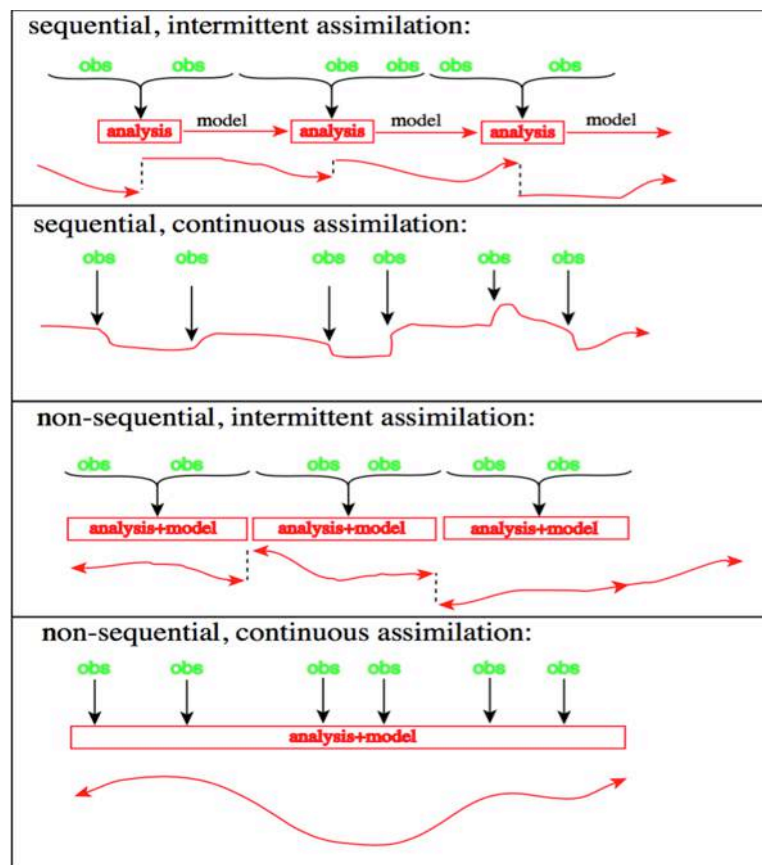 sequential, intermittent assimilation:
obs obs obs obs obs obs
analysis model analysis model analysis model
sequential, continuous assimilation:
obs obs obs obs obs obs
non-sequential, intermittent assimilation:
obs obs obs obs obs obs
analysis+model analysis+model analysis+model
non-sequential, continuous assimilation:
obs obs obs obs obs obs
analysis+model